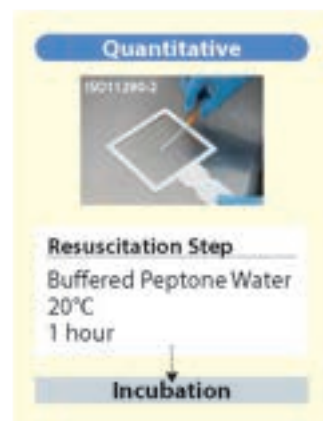 Quantitative
ISO11290-2
Resuscitation Step
Buffered Peptone Water
20°C
1 hour
Incubation